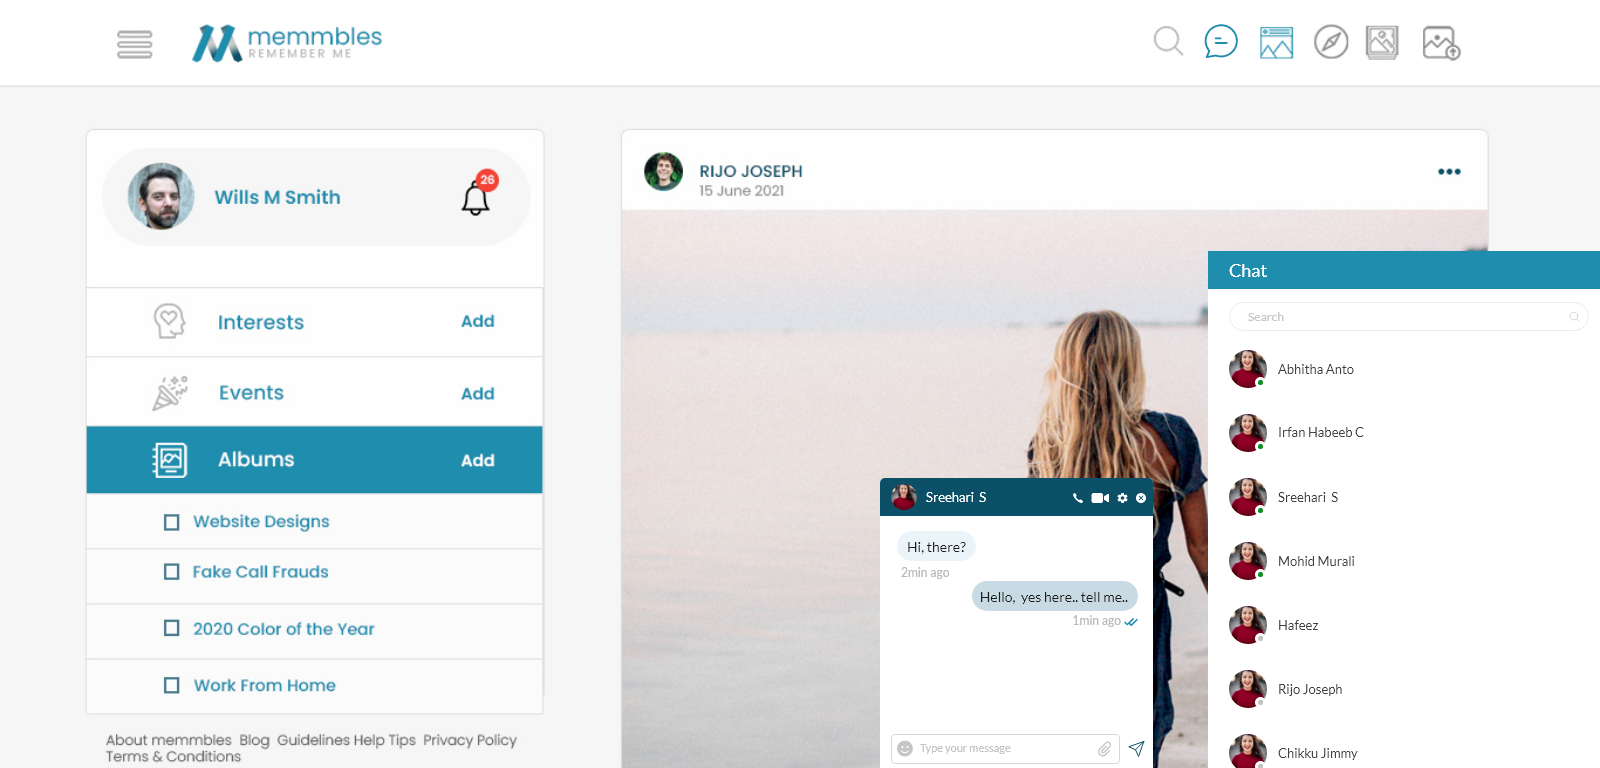 memmbles
REMEMBER ME
Wills M Smith
26
Interests Add
Events Add
Albums Add
Website Designs
Fake Call Frauds
2020 Color of the Year
Work From Home
About memmbles Blog Guidelines Help Tips Privacy Policy
Terms & Conditions
RIJO JOSEPH
15 June 2021
Sreehari S
Hi, there?
2min ago
Hello, yes here.. tell me..
1min ago
Type your message
Chat
Search
Abhitha Anto
Irfan Habeeb C
Sreehari S
Mohid Murali
Hafeez
Rijo Joseph
Chikku Jimmy